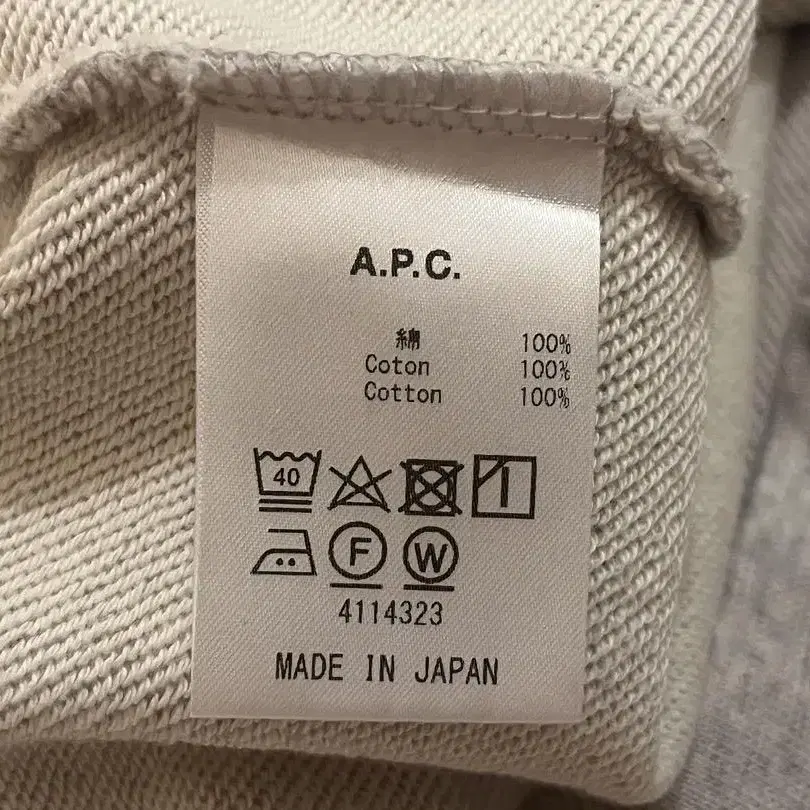 A.P.C.
綿 100%
Coton 100%
Cotton 100%
40
F W
4114323
MADE IN JAPAN